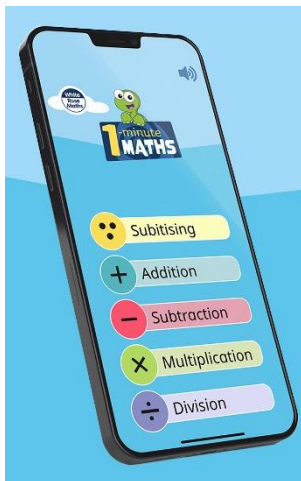 White
Rose
Maths
1-minute
MATHS
Subitising
Addition
Subtraction
Multiplication
Division